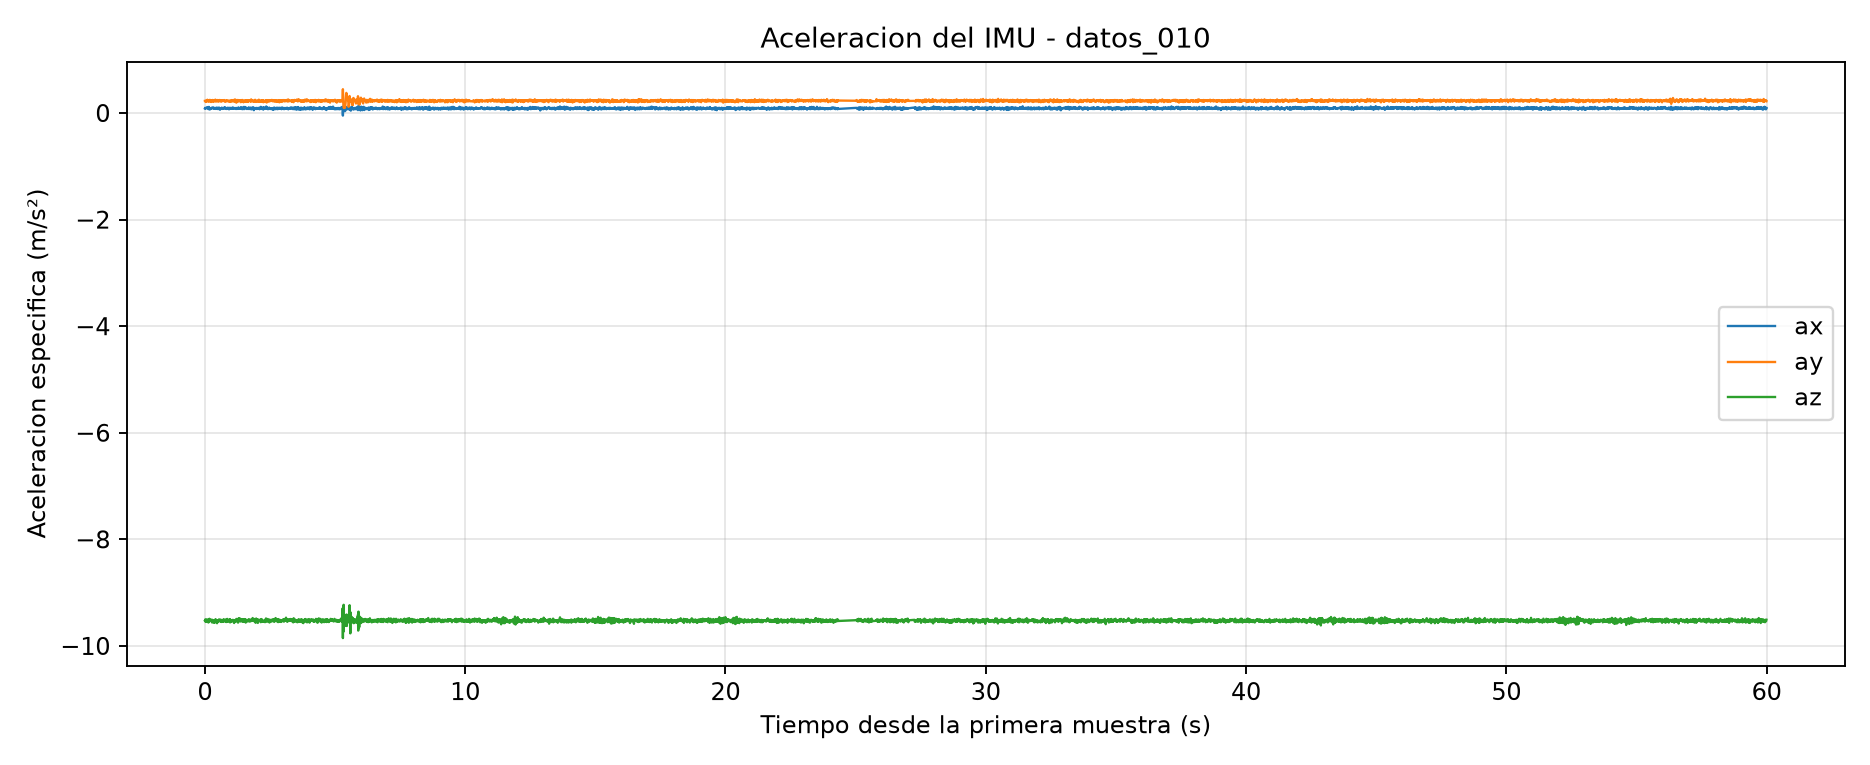 Aceleracion del IMU - datos_010
Aceleracion especifica (m/s²)
0
−2
−4
−6
−8
−10
ax
ay
az
0 10 20 30 40 50 60
Tiempo desde la primera muestra (s)